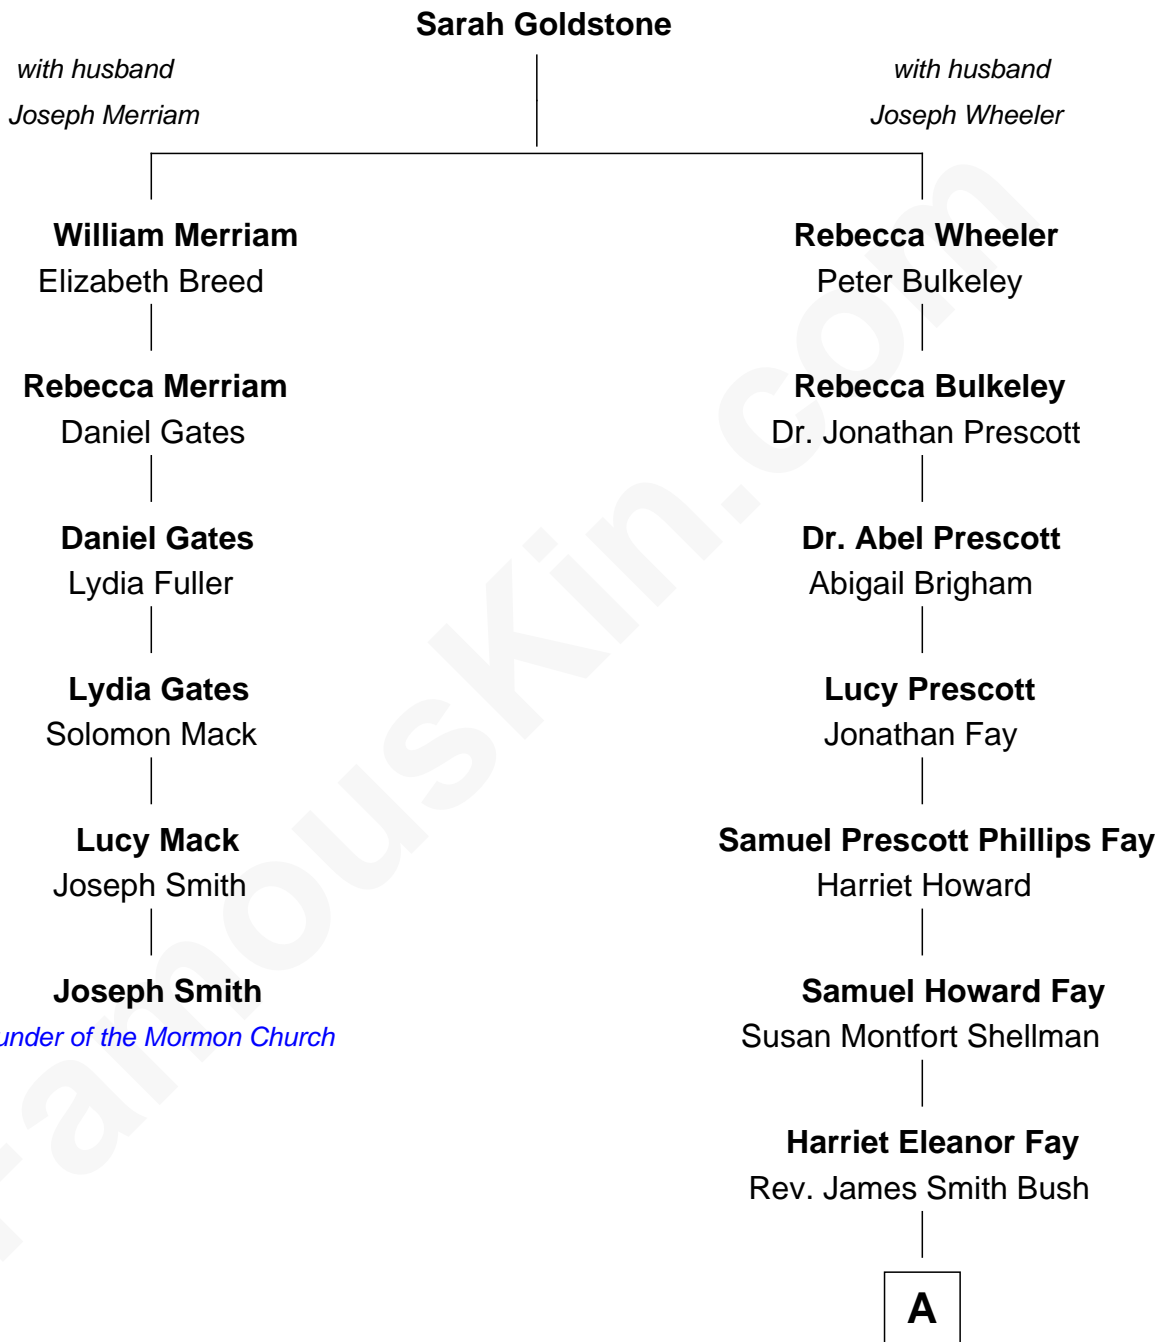 Sarah Goldstone
with husband
Joseph Merriam
with husband
Joseph Wheeler
William Merriam
Elizabeth Breed
Rebecca Wheeler
Peter Bulkeley
Rebecca Merriam
Daniel Gates
Rebecca Bulkeley
Dr. Jonathan Prescott
Daniel Gates
Lydia Fuller
Dr. Abel Prescott
Abigail Brigham
Lydia Gates
Solomon Mack
Lucy Prescott
Jonathan Fay
Lucy Mack
Joseph Smith
Samuel Prescott Phillips Fay
Harriet Howard
Joseph Smith
under of the Mormon Church
Samuel Howard Fay
Susan Montfort Shellman
Harriet Eleanor Fay
Rev. James Smith Bush
A
FamousKin.com